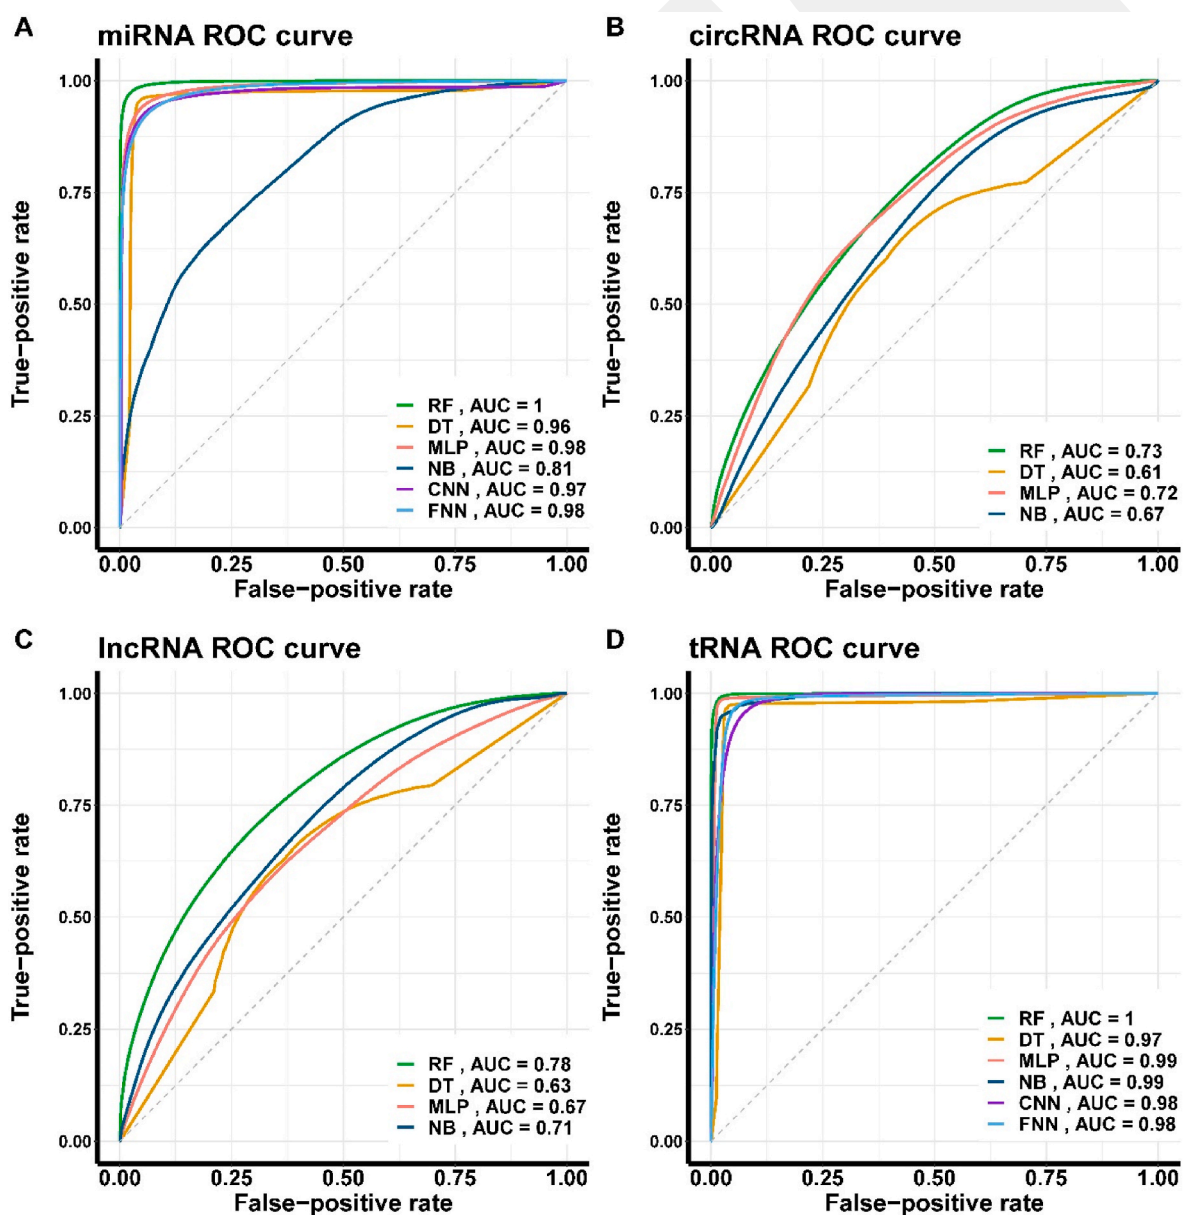 A
miRNA ROC curve
1.00
0.75
0.50
0.25
0.00
True−positive rate
RF , AUC = 1
DT , AUC = 0.96
MLP , AUC = 0.98
NB , AUC = 0.81
CNN , AUC = 0.97
FNN , AUC = 0.98
0.00 0.25 0.50 0.75 1.00
False−positive rate
B
circRNA ROC curve
1.00
0.75
0.50
0.25
0.00
True−positive rate
RF , AUC = 0.73
DT , AUC = 0.61
MLP , AUC = 0.72
NB , AUC = 0.67
0.00 0.25 0.50 0.75 1.00
False−positive rate
C
lncRNA ROC curve
1.00
0.75
0.50
0.25
0.00
True−positive rate
RF , AUC = 0.78
DT , AUC = 0.63
MLP , AUC = 0.67
NB , AUC = 0.71
0.00 0.25 0.50 0.75 1.00
False−positive rate
D
tRNA ROC curve
1.00
0.75
0.50
0.25
0.00
True−positive rate
RF , AUC = 1
DT , AUC = 0.97
MLP , AUC = 0.99
NB , AUC = 0.99
CNN , AUC = 0.98
FNN , AUC = 0.98
0.00 0.25 0.50 0.75 1.00
False−positive rate